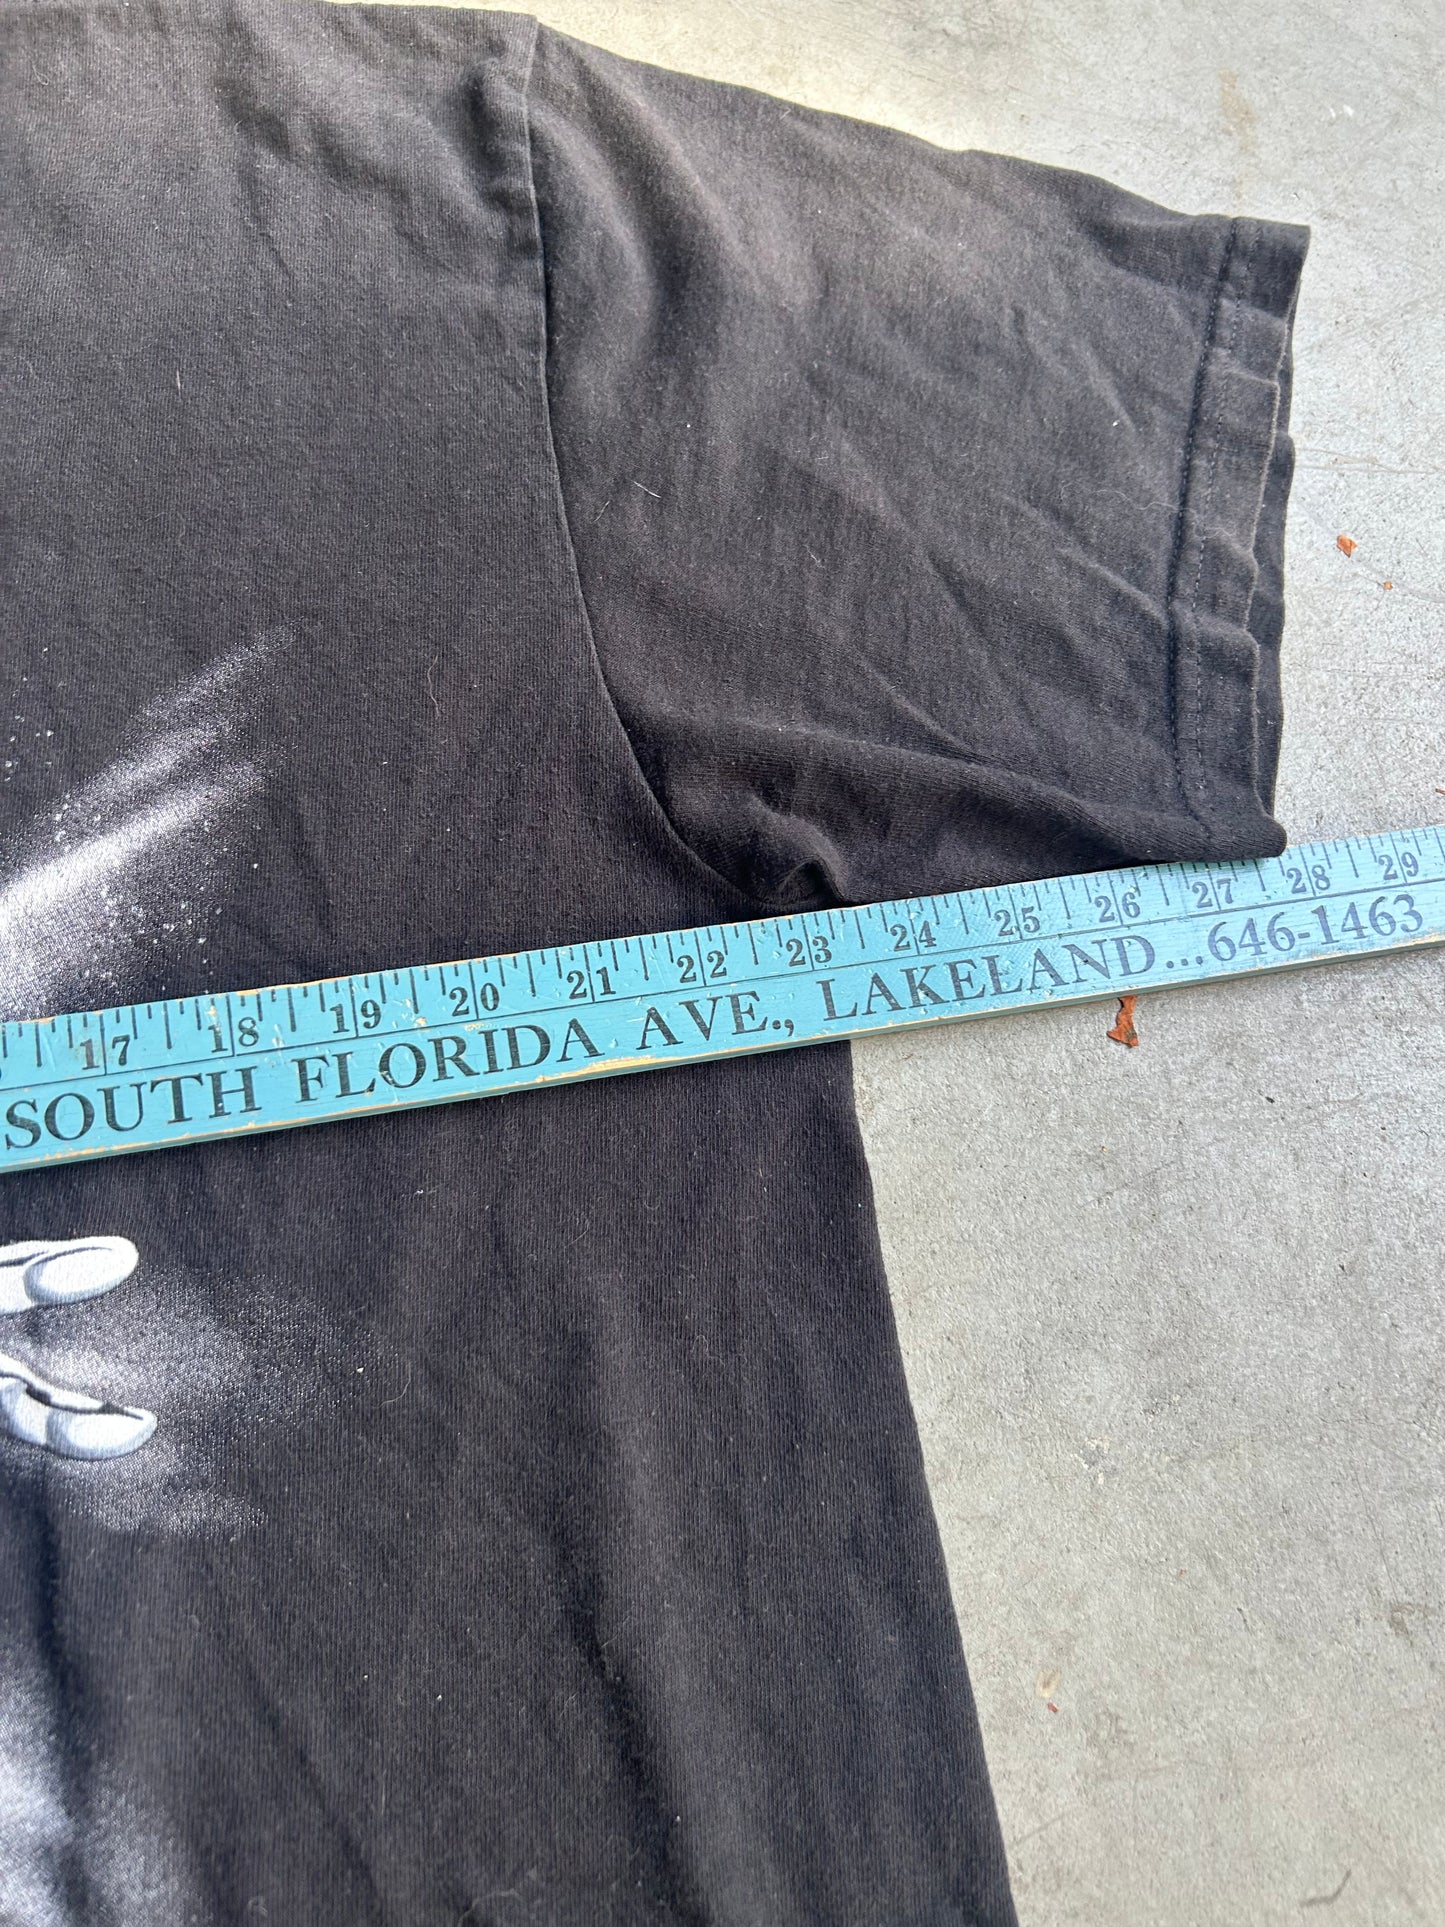 17 18 19 20 21 22 23 24 25 26 27 28 29
SOUTH FLORIDA AVE., LAKELAND...646-1463